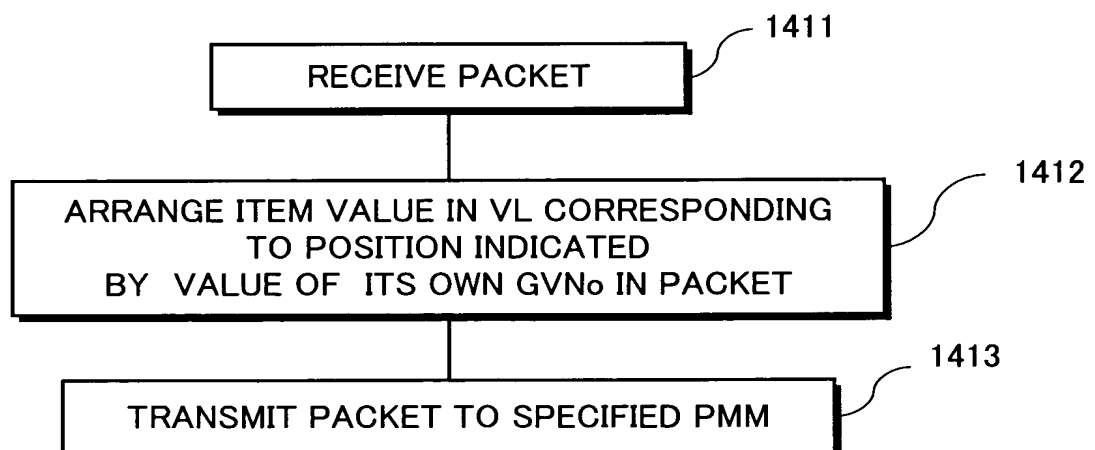 1411
RECEIVE PACKET
1412
ARRANGE ITEM VALUE IN VL CORRESPONDING
TO POSITION INDICATED
BY VALUE OF ITS OWN GVNo IN PACKET
1413
TRANSMIT PACKET TO SPECIFIED PMM